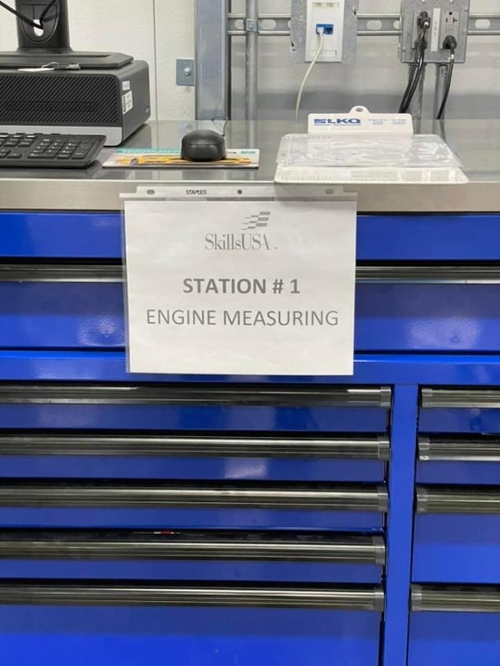 LKQ
STAPLES
SkillsUSA
STATION # 1
ENGINE MEASURING